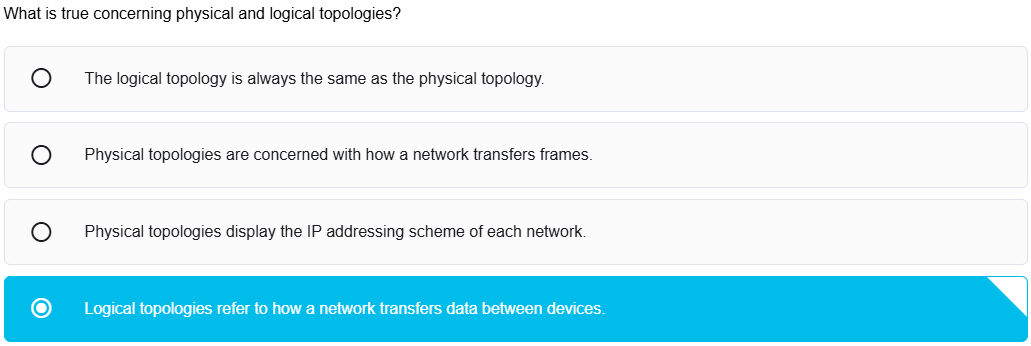 What is true concerning physical and logical topologies?
The logical topology is always the same as the physical topology.
Physical topologies are concerned with how a network transfers frames.
Physical topologies display the IP addressing scheme of each network.
Logical topologies refer to how a network transfers data between devices.